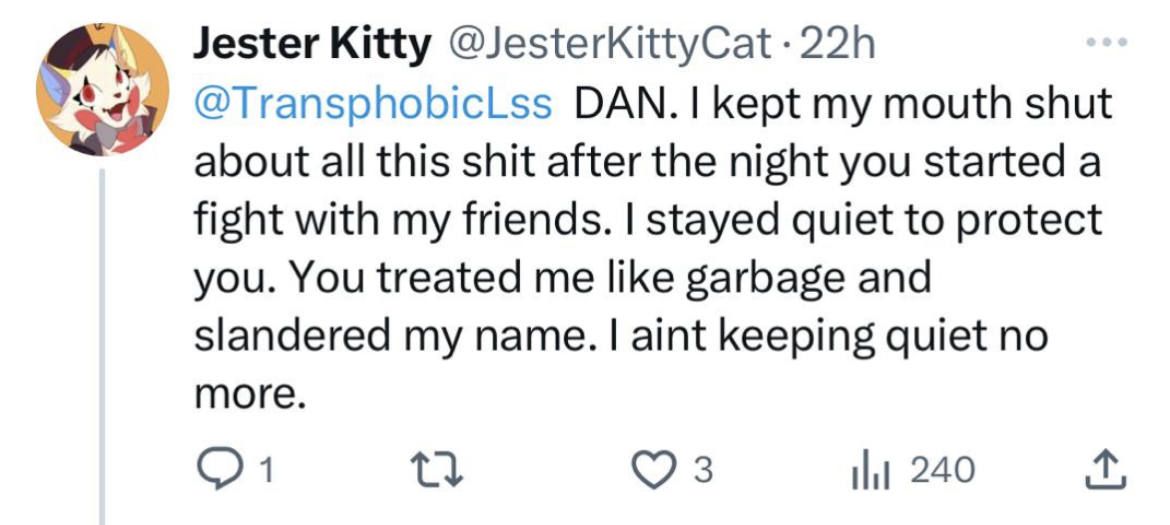 Jester Kitty @JesterKittyCat · 22h
@TransphobicLss DAN. I kept my mouth shut
about all this shit after the night you started a
fight with my friends. I stayed quiet to protect
you. You treated me like garbage and
slandered my name. I aint keeping quiet no
more.
1 3 240